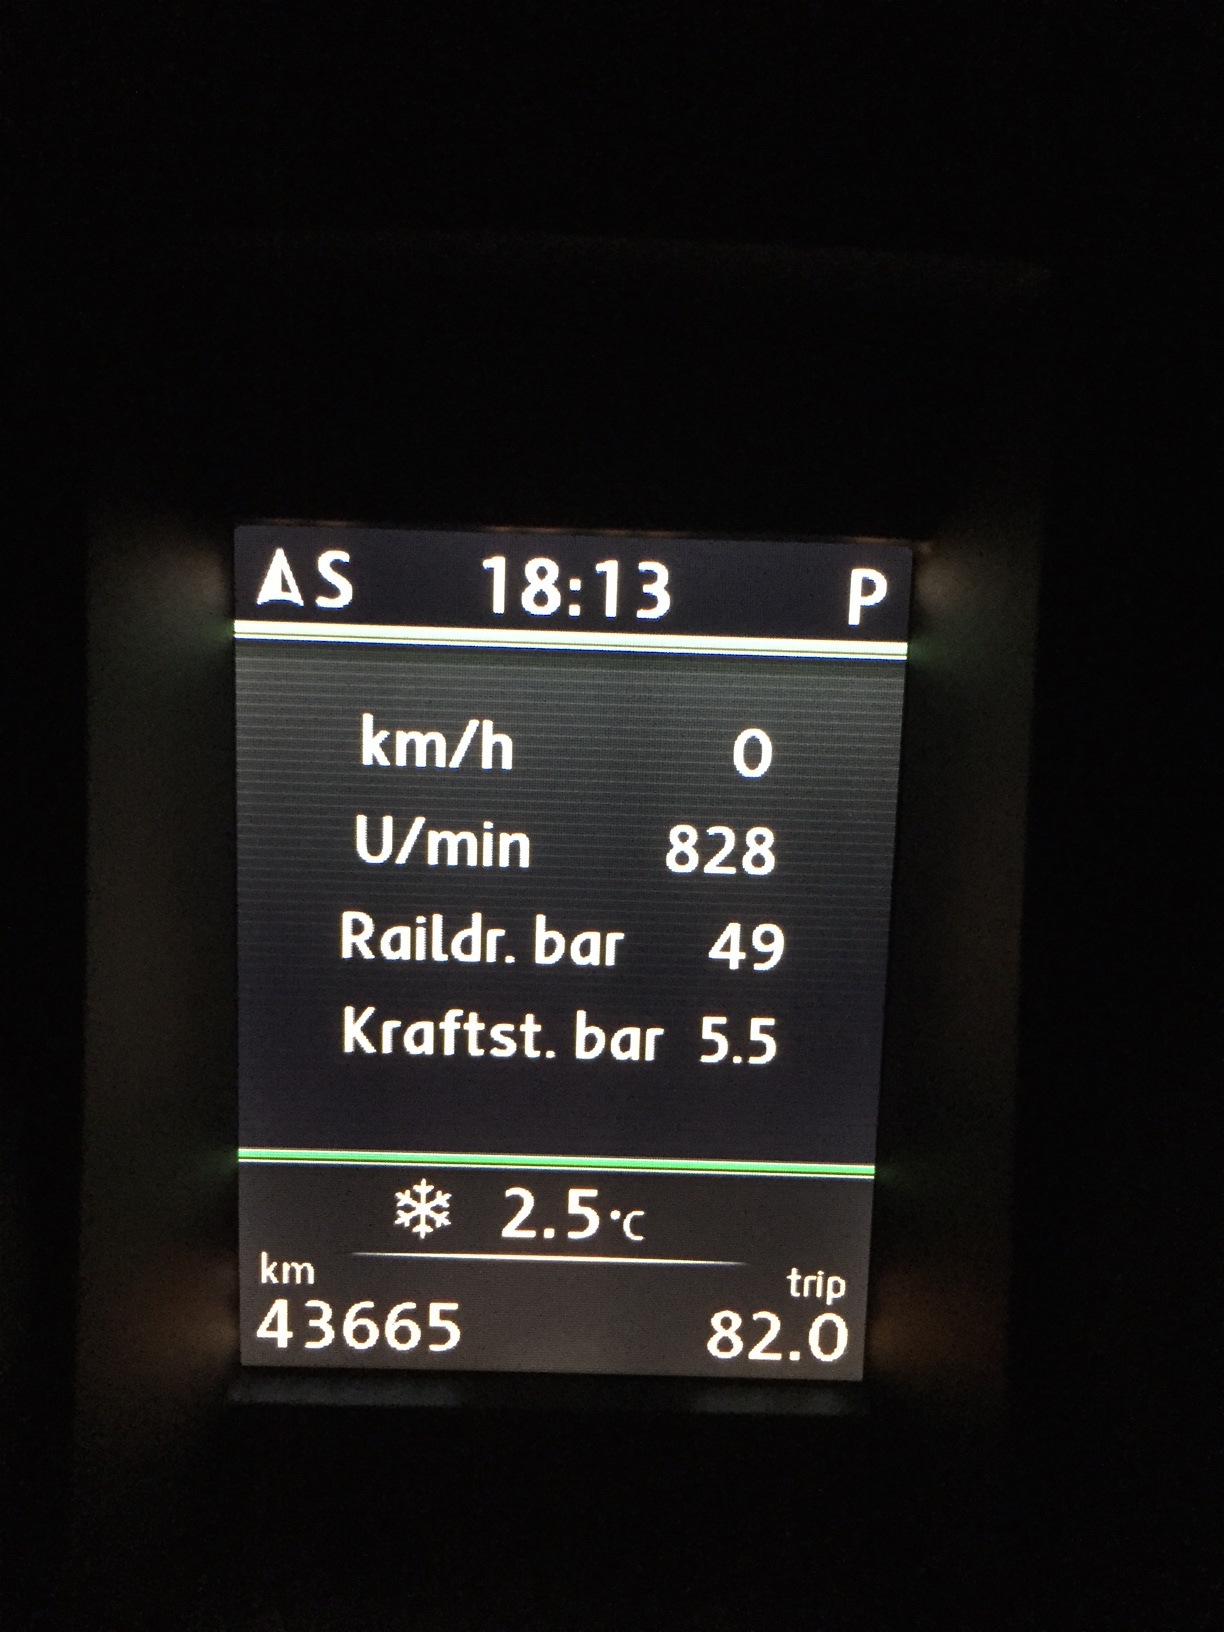 S 18:13 P
km/h 0
U/min 828
Raildr. bar 49
Kraftst. bar 5.5
2.5°C
km trip
43665 82.0